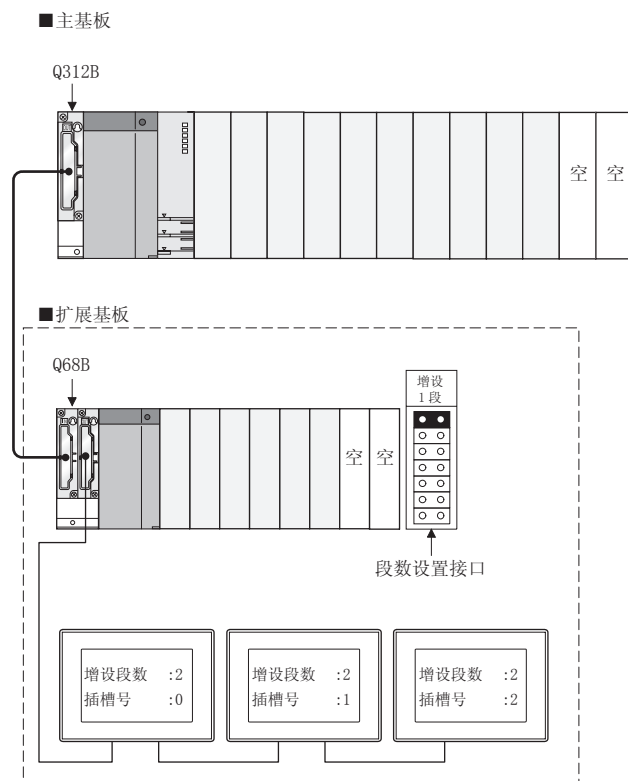 ■主基板
Q312B
空 空
■扩展基板
Q68B
增设
1段
空 空
段数设置接口
增设段数 :2
插槽号 :0
增设段数 :2
插槽号 :1
增设段数 :2
插槽号 :2